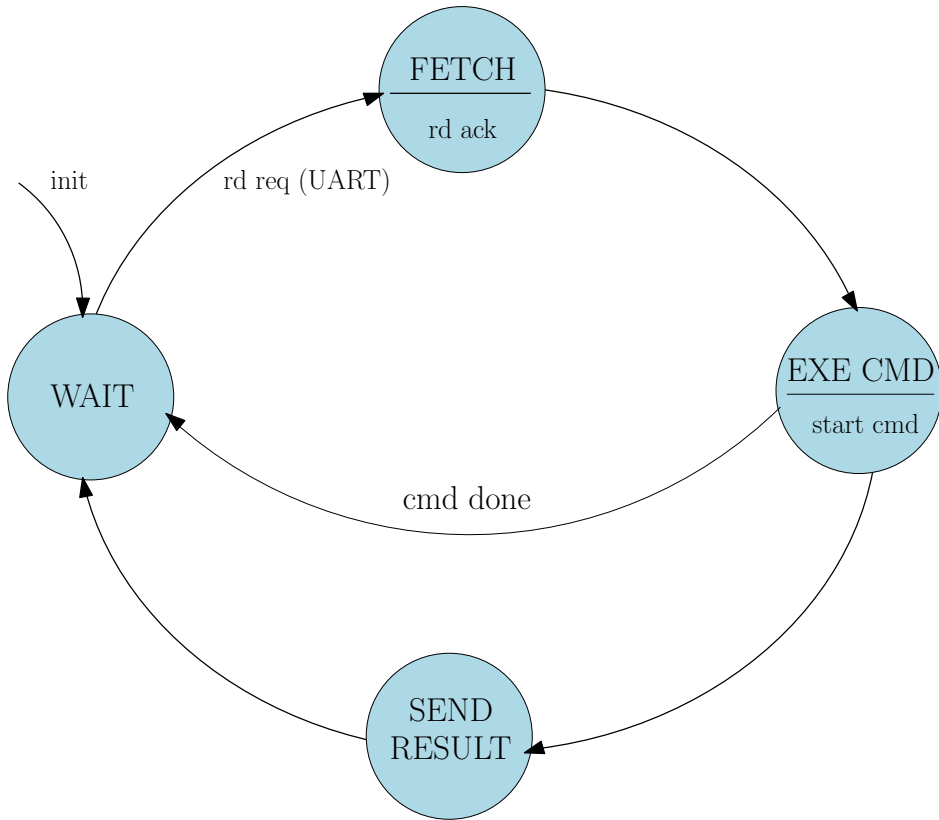 FETCH
rd ack
init
rd req (UART)
EXE CMD
start cmd
WAIT
cmd done
SEND
RESULT